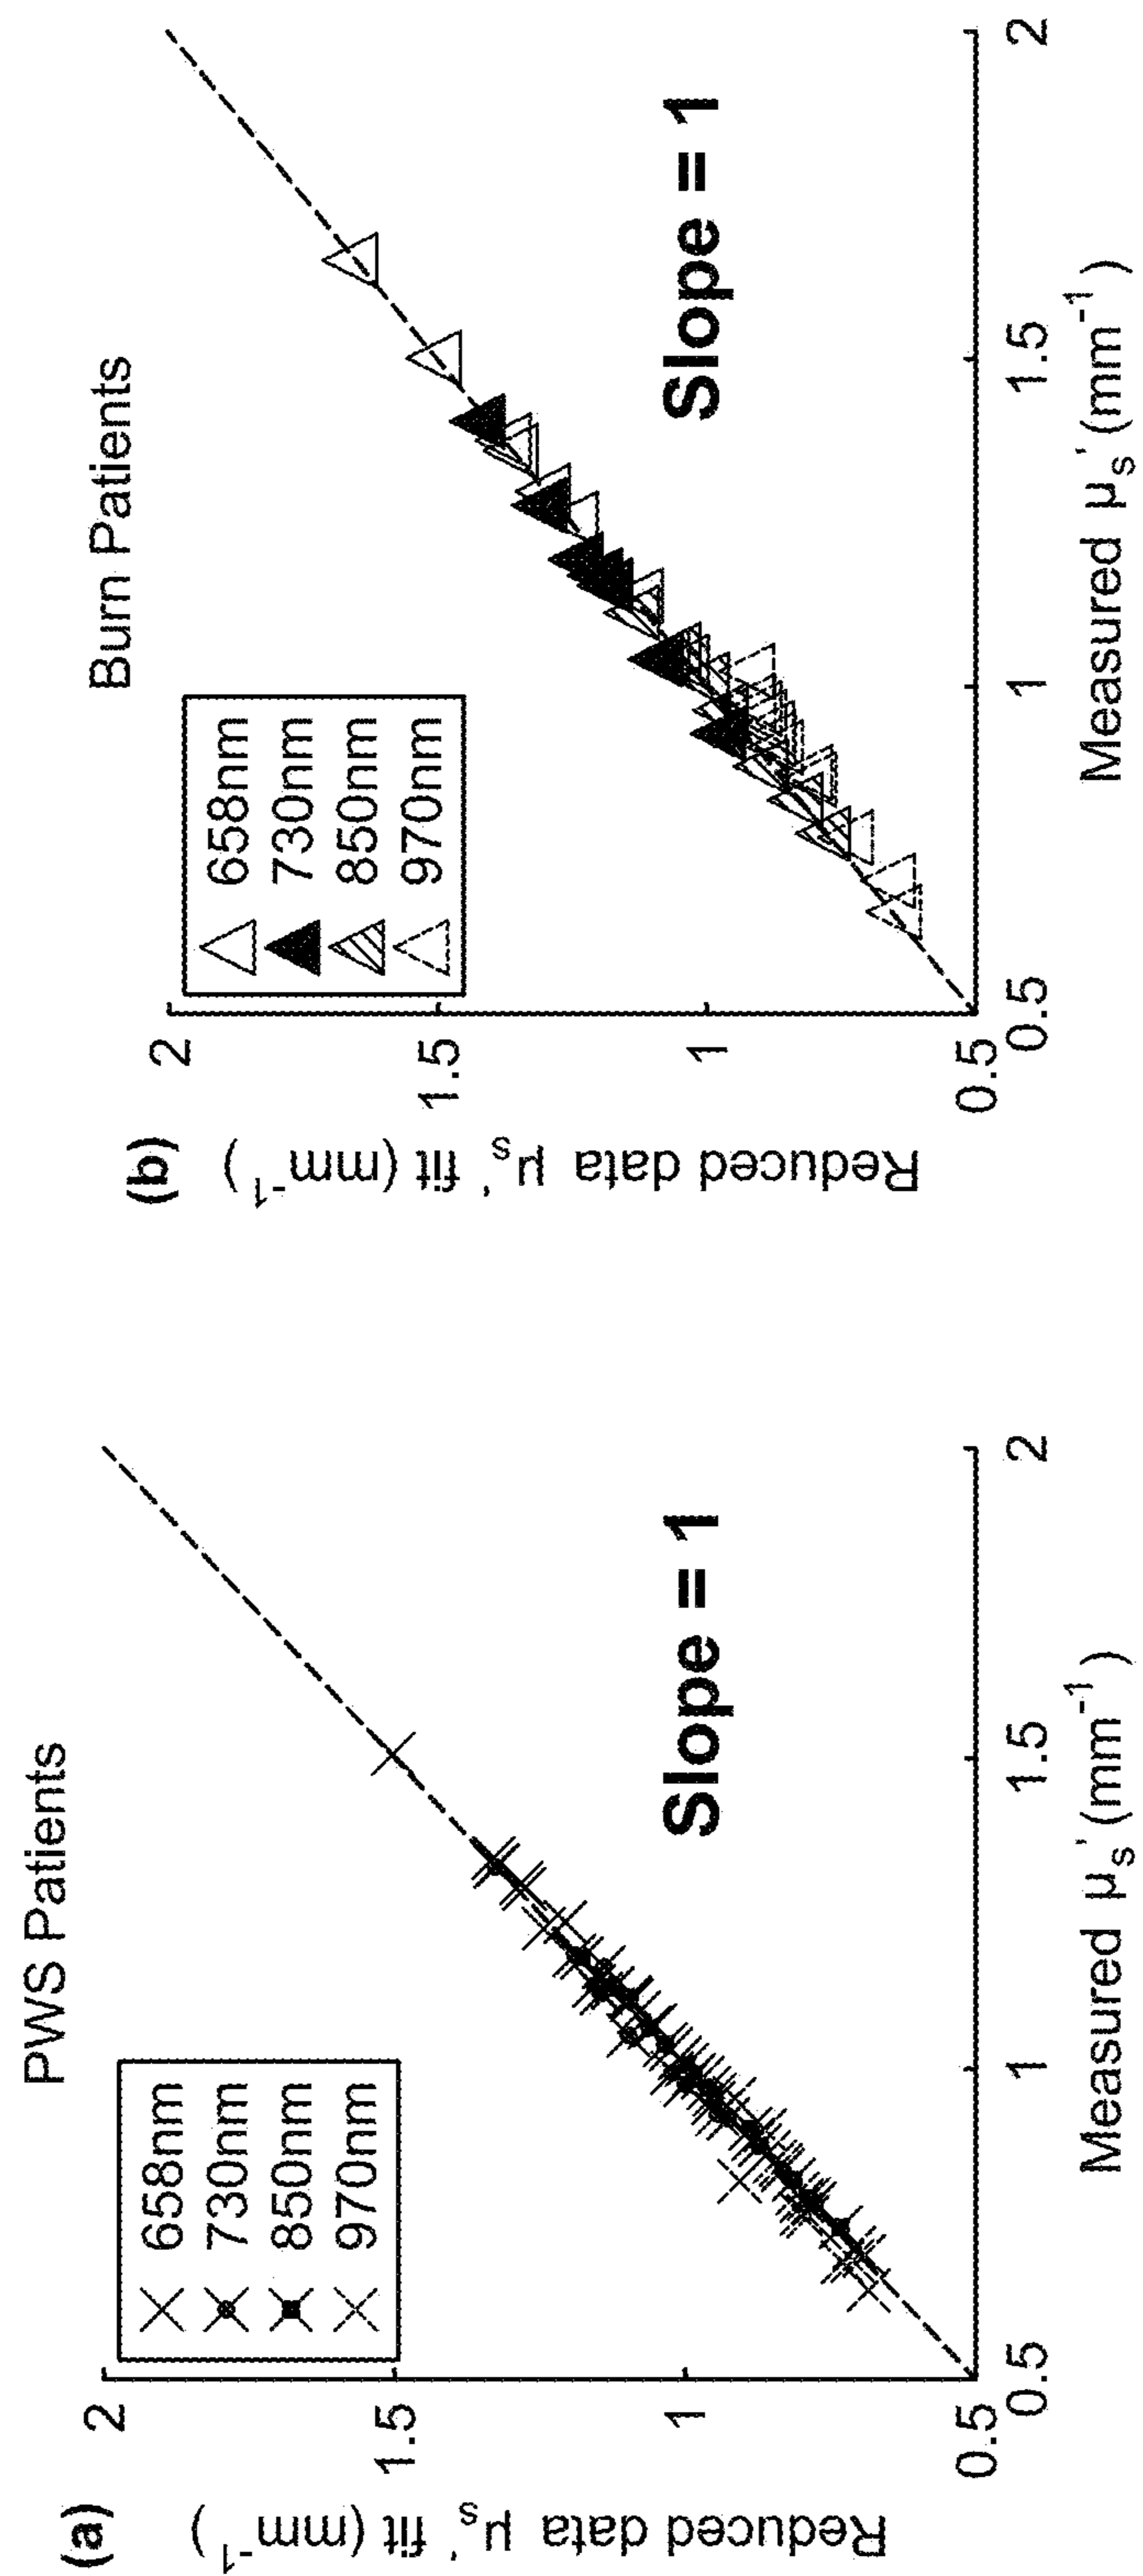 (a)
PWS Patients
658nm
730nm
850nm
970nm
Reduced data μs' fit (mm-1)
2
1.5
1
0.5
0.5
1
1.5
2
Slope = 1
Measured μs' (mm-1)
(b)
Burn Patients
658nm
730nm
850nm
970nm
Reduced data μs' fit (mm-1)
2
1.5
1
0.5
0.5
1
1.5
2
Slope = 1
Measured μs' (mm-1)